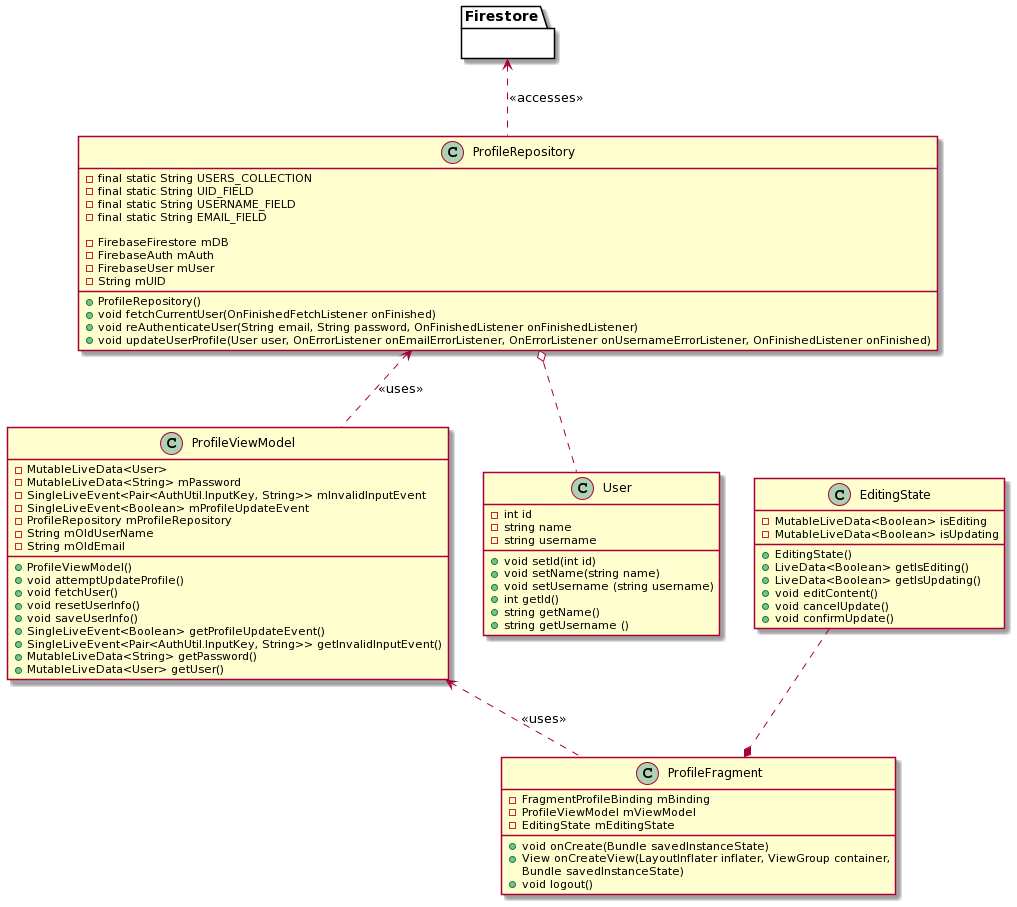 Firestore
«accesses»
C ProfileRepository
final static String USERS_COLLECTION
final static String UID_FIELD
final static String USERNAME_FIELD
final static String EMAIL_FIELD
FirebaseFirestore mDB
FirebaseAuth mAuth
FirebaseUser mUser
String mUID
ProfileRepository()
void fetchCurrentUser(OnFinishedFetchListener onFinished)
void reAuthenticateUser(String email, String password, OnFinishedListener onFinishedListener)
void updateUserProfile(User user, OnErrorListener onEmailErrorListener, OnErrorListener onUsernameErrorListener, OnFinishedListener onFinished)
«uses»
C ProfileViewModel
MutableLiveData<User>
MutableLiveData<String> mPassword
SingleLiveEvent<Pair<AuthUtil.InputKey, String>> mInvalidInputEvent
SingleLiveEvent<Boolean> mProfileUpdateEvent
ProfileRepository mProfileRepository
String mOldUserName
String mOldEmail
ProfileViewModel()
void attemptUpdateProfile()
void fetchUser()
void resetUserInfo()
void saveUserInfo()
SingleLiveEvent<Boolean> getProfileUpdateEvent()
SingleLiveEvent<Pair<AuthUtil.InputKey, String>> getInvalidInputEvent()
MutableLiveData<String> getPassword()
MutableLiveData<User> getUser()
C User
int id
string name
string username
void setId(int id)
void setName(string name)
void setUsername (string username)
int getId()
string getName()
string getUsername ()
C EditingState
MutableLiveData<Boolean> isEditing
MutableLiveData<Boolean> isUpdating
EditingState()
LiveData<Boolean> getIsEditing()
LiveData<Boolean> getIsUpdating()
void editContent()
void cancelUpdate()
void confirmUpdate()
«uses»
C ProfileFragment
FragmentProfileBinding mBinding
ProfileViewModel mViewModel
EditingState mEditingState
void onCreate(Bundle savedInstanceState)
View onCreateView(LayoutInflater inflater, ViewGroup container,
Bundle savedInstanceState)
void logout()